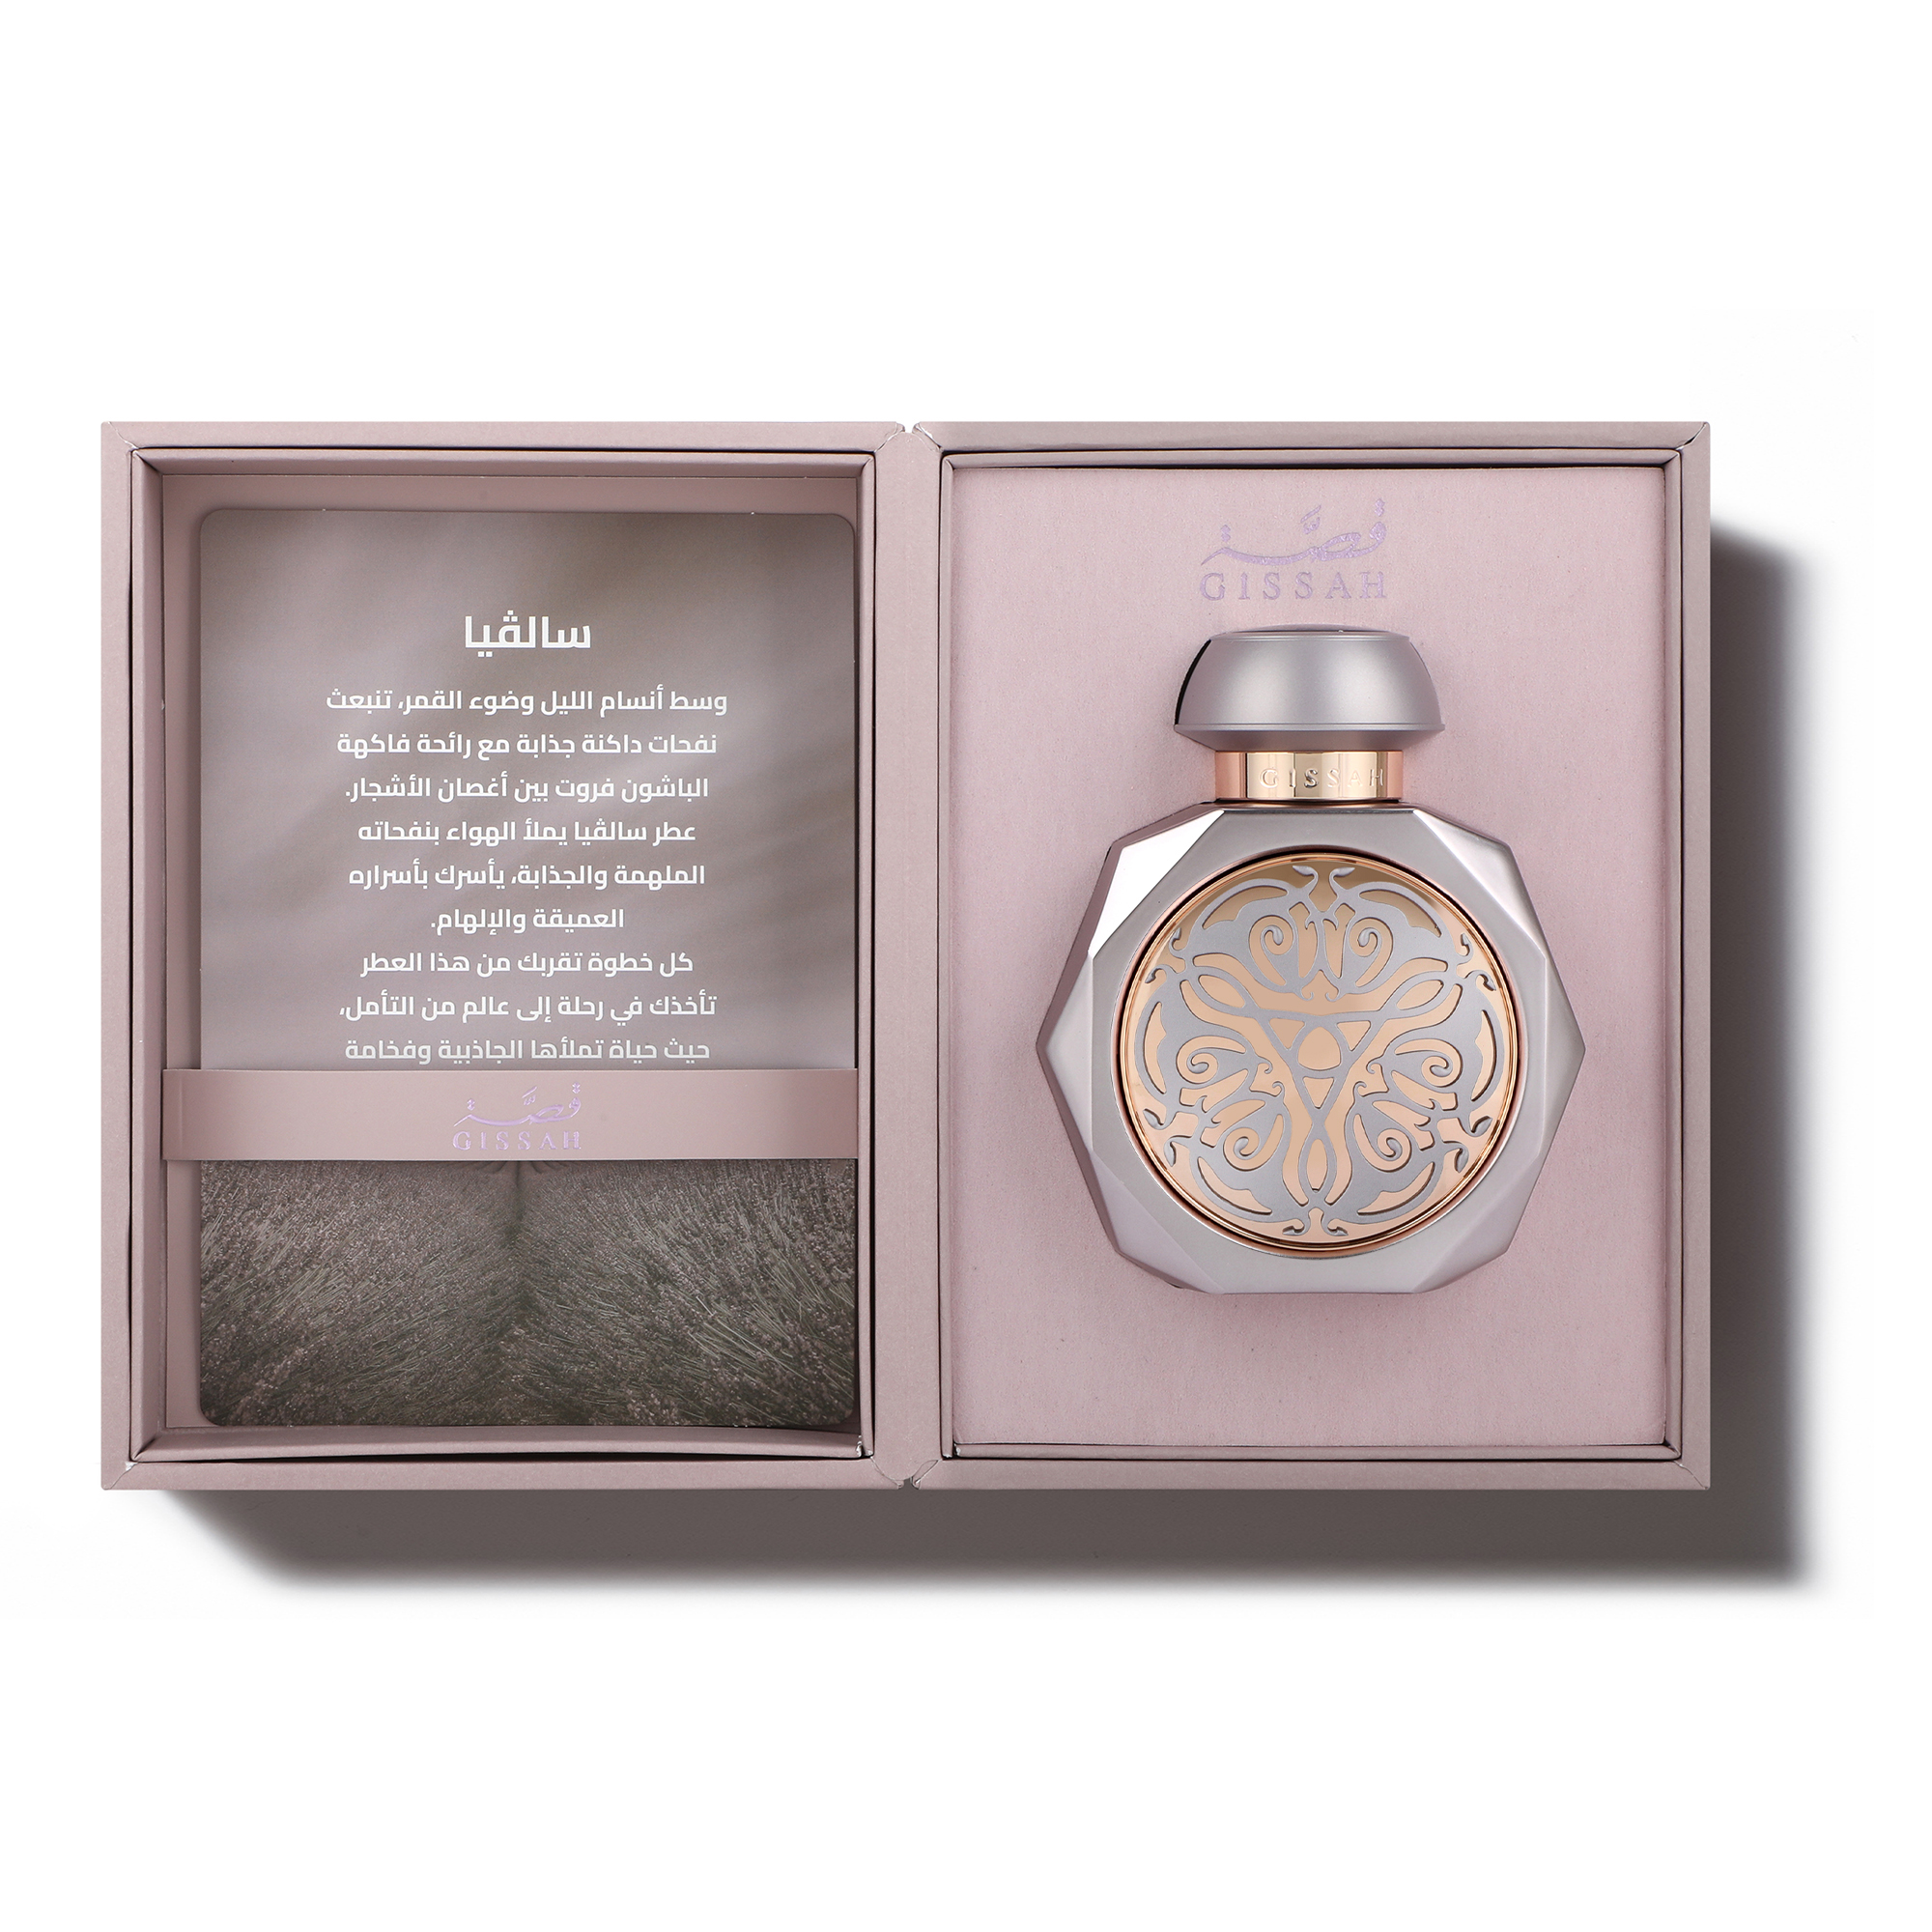 سالڤيا
وسط أنسام الليل وضوء القمر، تنبعث
نفحات داكنة جذابة مع رائحة فاكهة
الباشون فروت بين أغصان الأشجار.
عطر سالڤيا يملأ الهواء بنفحاته
الملهمة والجذابة، يأسرك بأسراره
العميقة والإلهام.
كل خطوة تقربك من هذا العطر
تأخذك في رحلة إلى عالم من التأمل،
حيث حياة تملأها الجاذبية وفخامة
قصَّة
GISSAH
قصَّة
GISSAH
GISSAH